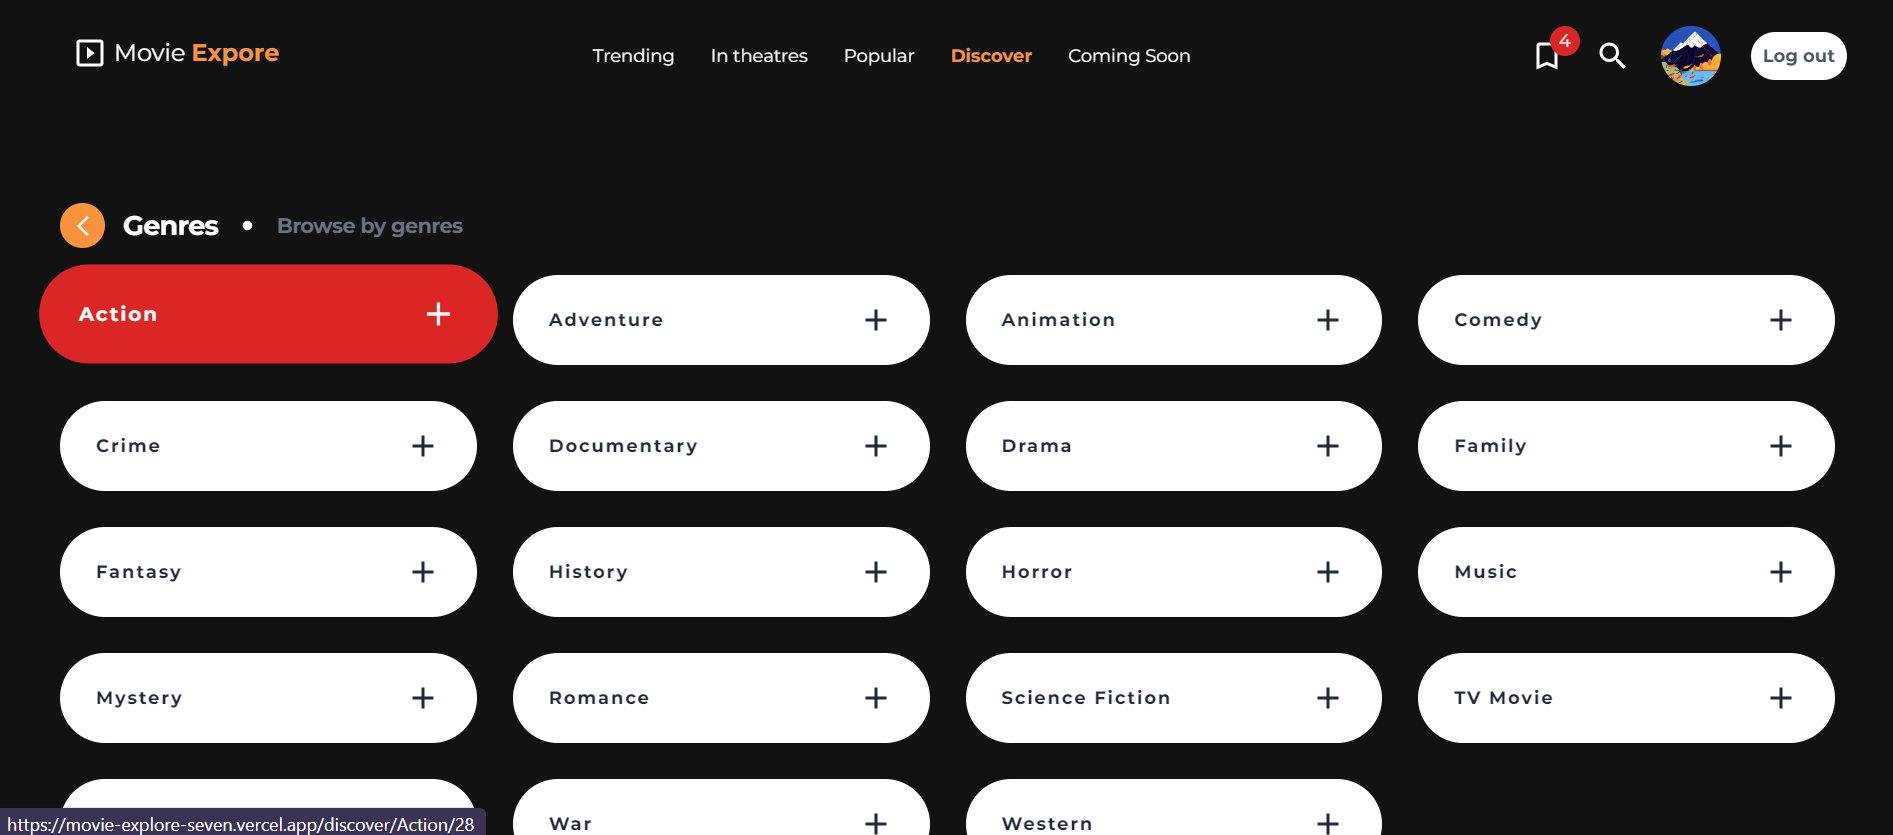 Movie Expore
Trending In theatres Popular Discover Coming Soon
4
Log out
Genres • Browse by genres
Action + Adventure + Animation + Comedy +
Crime + Documentary + Drama + Family +
Fantasy + History + Horror + Music +
Mystery + Romance + Science Fiction + TV Movie +
War + Western +
https://movie-explore-seven.vercel.app/discover/Action/28